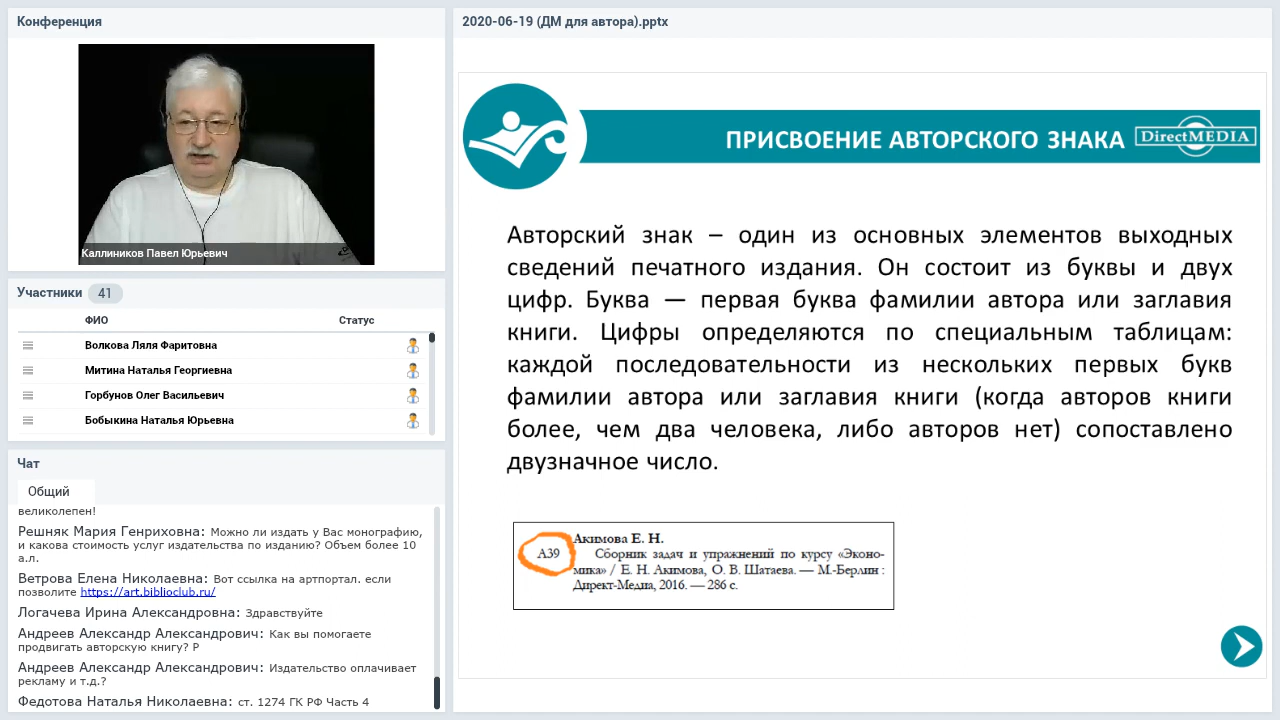 Конференция
Каллиников Павел Юрьевич
Участники 41
ФИО Статус
Волкова Ляля Фаритовна
Митина Наталья Георгиевна
Горбунов Олег Васильевич
Бобыкина Наталья Юрьевна
Чат
Общий
великолепен!
Решняк Мария Генриховна: Можно ли издать у Вас монографию,
и какова стоимость услуг издательства по изданию? Объем более 10
а.л.
Ветрова Елена Николаевна: Вот ссылка на артпортал. если
позволите https://art.biblioclub.ru/
Логачева Ирина Александровна: Здравствуйте
Андреев Александр Александрович: Как вы помогаете
продвигать авторскую книгу? Р
Андреев Александр Александрович: Издательство оплачивает
рекламу и т.д.?
Федотова Наталья Николаевна: ст. 1274 ГК РФ Часть 4
2020-06-19 (ДМ для автора).pptx
ПРИСВОЕНИЕ АВТОРСКОГО ЗНАКА
DirectMEDIA
Авторский знак – один из основных элементов выходных
сведений печатного издания. Он состоит из буквы и двух
цифр. Буква — первая буква фамилии автора или заглавия
книги. Цифры определяются по специальным таблицам:
каждой последовательности из нескольких первых букв
фамилии автора или заглавия книги (когда авторов книги
более, чем два человека, либо авторов нет) сопоставлено
двузначное число.
Акимова Е. Н.
А39 Сборник задач и упражнений по курсу «Эконо-
мика» / Е. Н. Акимова, О. В. Шатаева. — М.-Берлин :
Директ-Медиа, 2016. — 286 с.